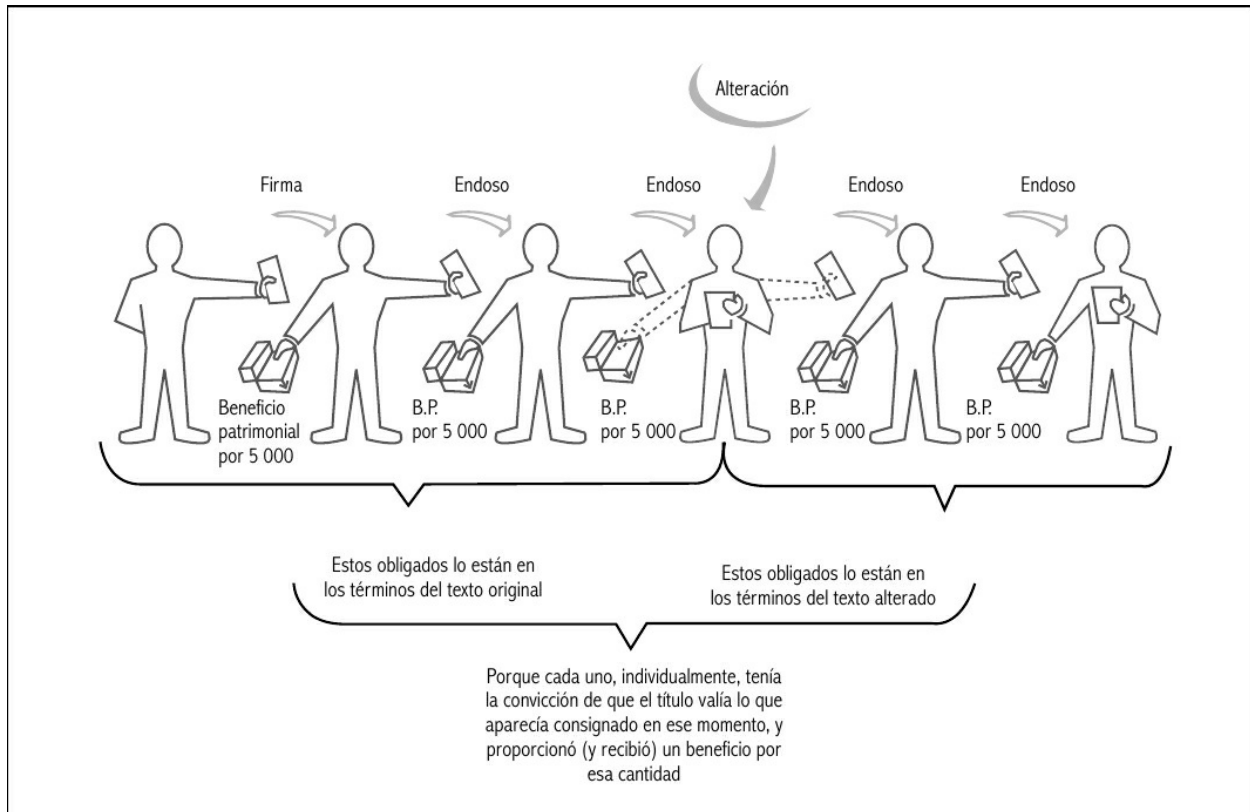 Alteración
Firma
Endoso
Endoso
Endoso
Endoso
Beneficio
patrimonial
por 5 000
B.P.
por 5 000
B.P.
por 5 000
B.P.
por 5 000
B.P.
por 5 000
Estos obligados lo están en
los términos del texto original
Estos obligados lo están en
los términos del texto alterado
Porque cada uno, individualmente, tenía
la convicción de que el título valía lo que
aparecía consignado en ese momento, y
proporcionó (y recibió) un beneficio por
esa cantidad